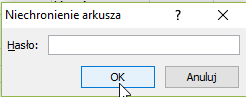 Niechronienie arkusza ? ×
Hasło:
OK Anuluj